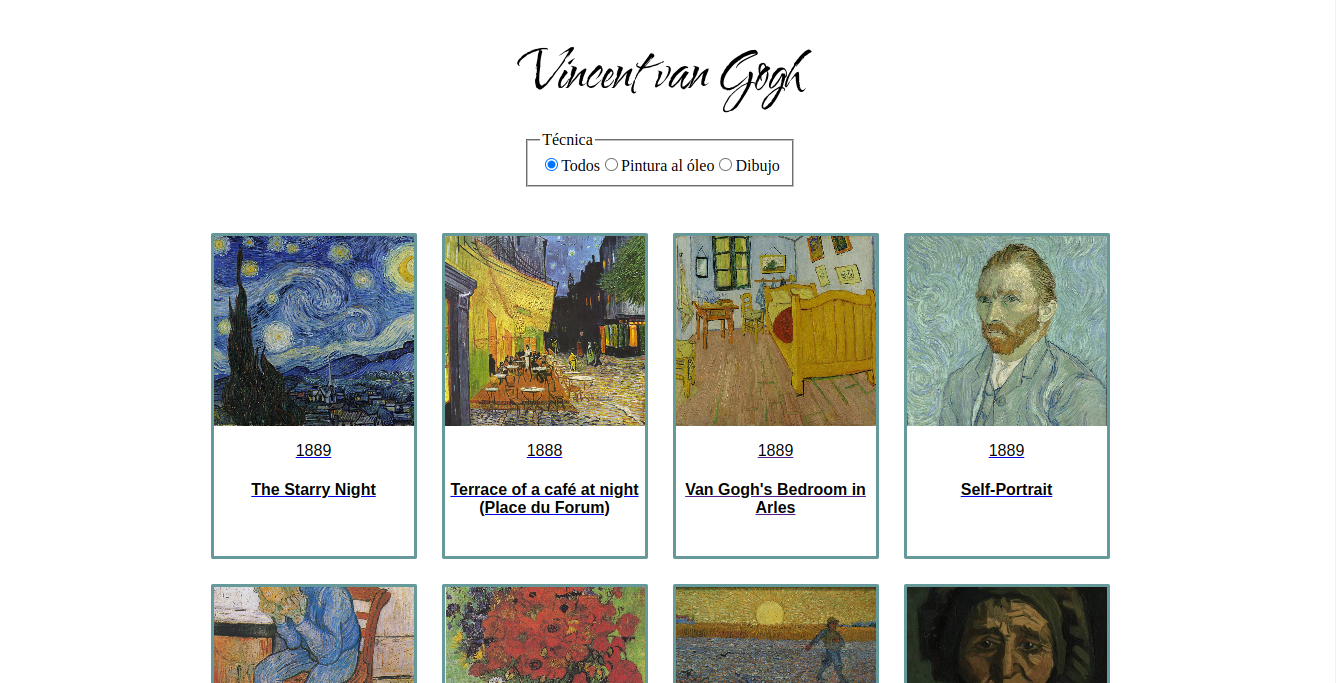 Vincent van Gogh
Técnica
Todos Pintura al óleo Dibujo
1889
The Starry Night
1888
Terrace of a café at night
(Place du Forum)
1889
Van Gogh's Bedroom in
Arles
1889
Self-Portrait